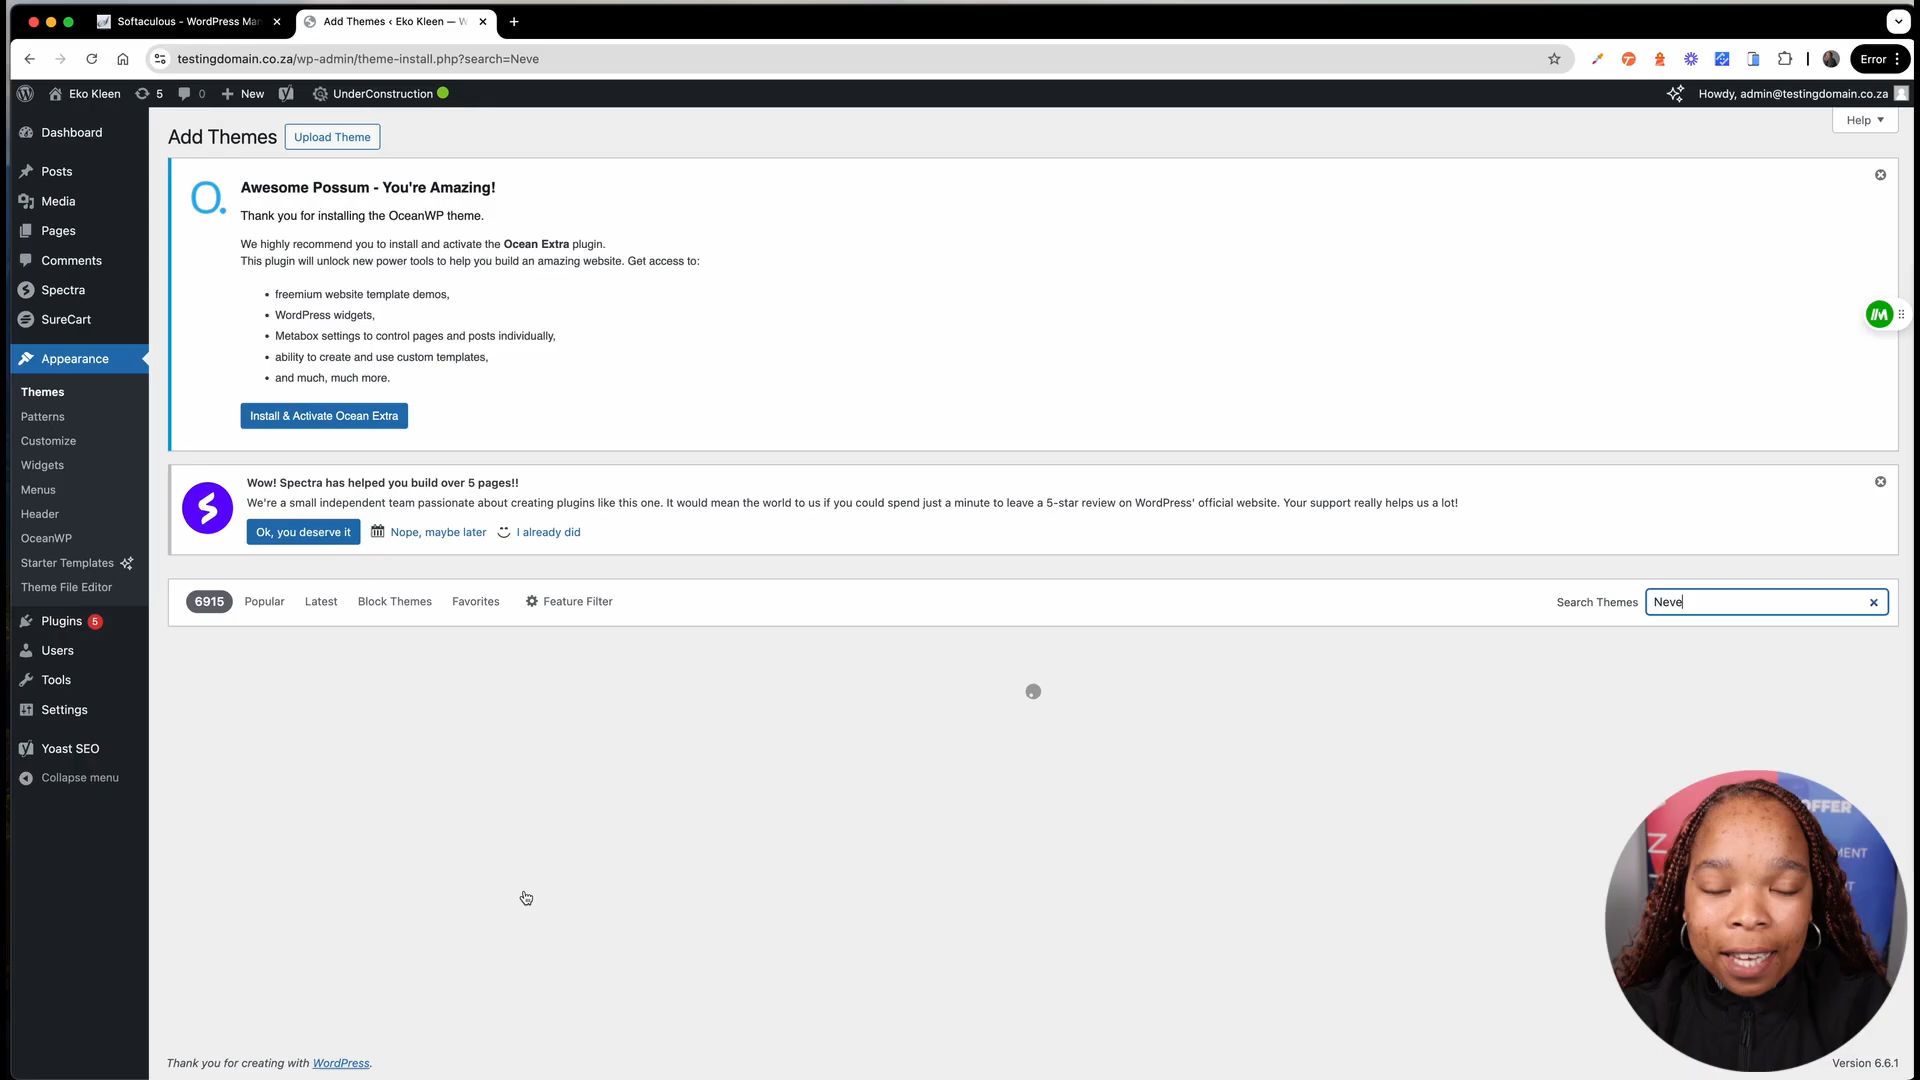 Softaculous - WordPress Mar
Add Themes ‹ Eko Kleen — W
testingdomain.co.za/wp-admin/theme-install.php?search=Neve
Error
Eko Kleen
5
0
New
UnderConstruction
Howdy, admin@testingdomain.co.za
Dashboard
Posts
Media
Pages
Comments
Spectra
SureCart
Appearance
Themes
Patterns
Customize
Widgets
Menus
Header
OceanWP
Starter Templates
Theme File Editor
Plugins 5
Users
Tools
Settings
Yoast SEO
Collapse menu
Add Themes
Upload Theme
Help
Awesome Possum - You're Amazing!
Thank you for installing the OceanWP theme.
We highly recommend you to install and activate the Ocean Extra plugin.
This plugin will unlock new power tools to help you build an amazing website. Get access to:
• freemium website template demos,
• WordPress widgets,
• Metabox settings to control pages and posts individually,
• ability to create and use custom templates,
• and much, much more.
Install & Activate Ocean Extra
Wow! Spectra has helped you build over 5 pages!!
We're a small independent team passionate about creating plugins like this one. It would mean the world to us if you could spend just a minute to leave a 5-star review on WordPress' official website. Your support really helps us a lot!
Ok, you deserve it
Nope, maybe later
I already did
6915
Popular
Latest
Block Themes
Favorites
Feature Filter
Search Themes
Neve
OFFER
Thank you for creating with WordPress.
Version 6.6.1